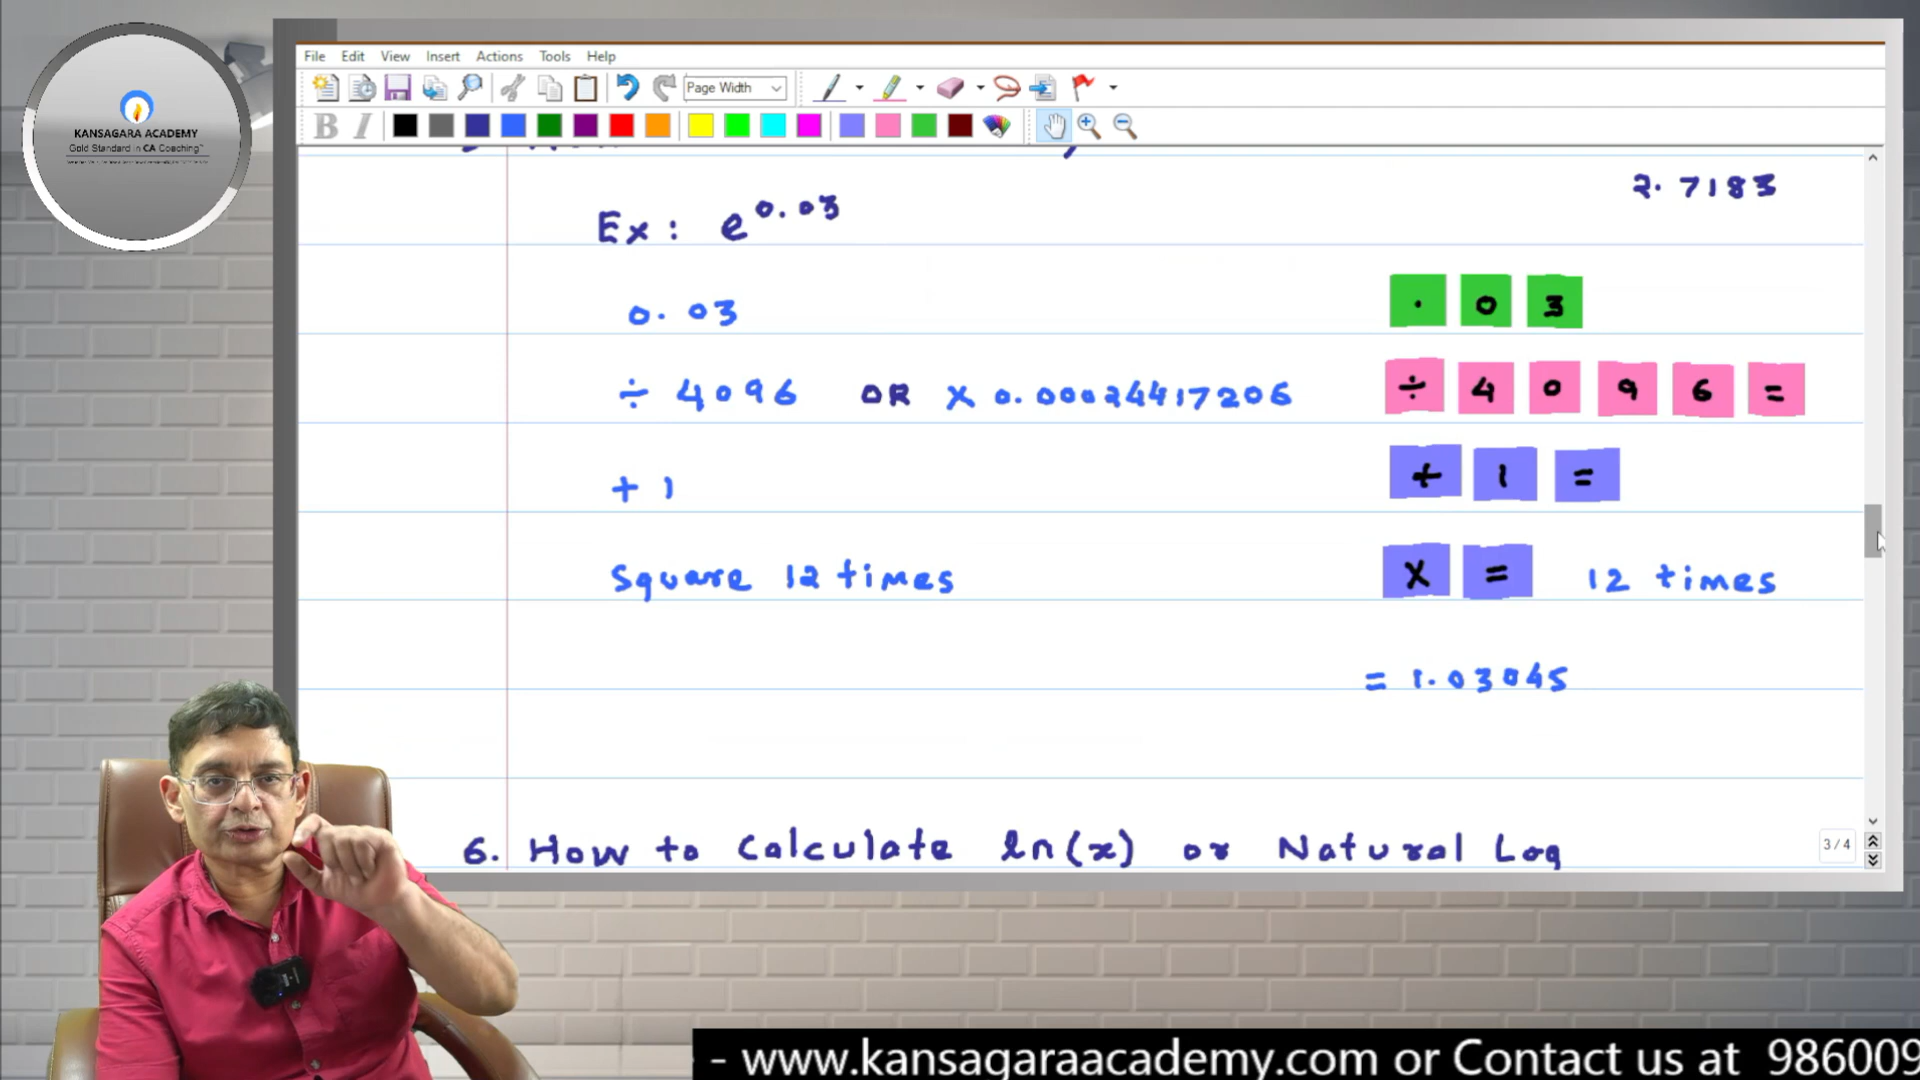 KANSAGARA ACADEMY
Gold Standard in CA Coaching™
File Edit View Insert Actions Tools Help
Page Width
B I
2.7183
Ex: e^0.03
0.03
. 0 3
÷ 4096 OR X 0.00024417206
÷ 4 0 9 6 =
+ 1
+ 1 =
Square 12 times
X = 12 times
= 1.03045
6. How to Calculate ln(x) or Natural Log
3 / 4
- www.kansagaraacademy.com or Contact us at 986009